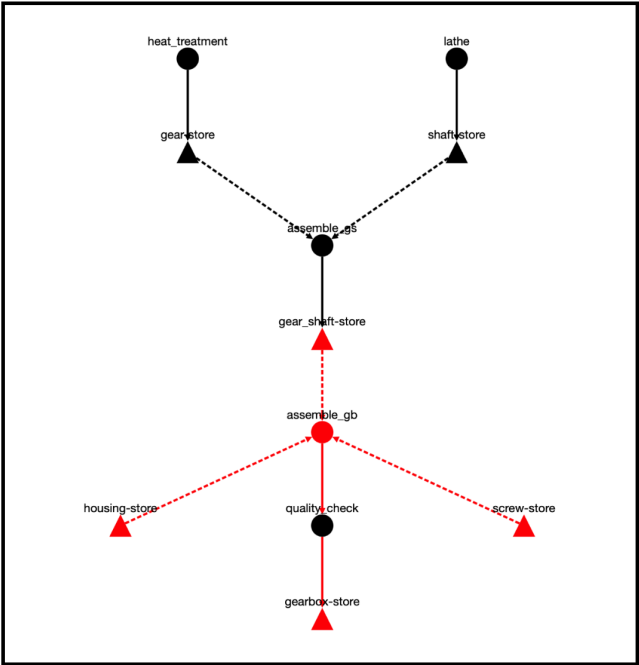 heat_treatment
lathe
gear-store
shaft-store
assemble_gs
gear_shaft-store
assemble_gb
housing-store
quality_check
screw-store
gearbox-store